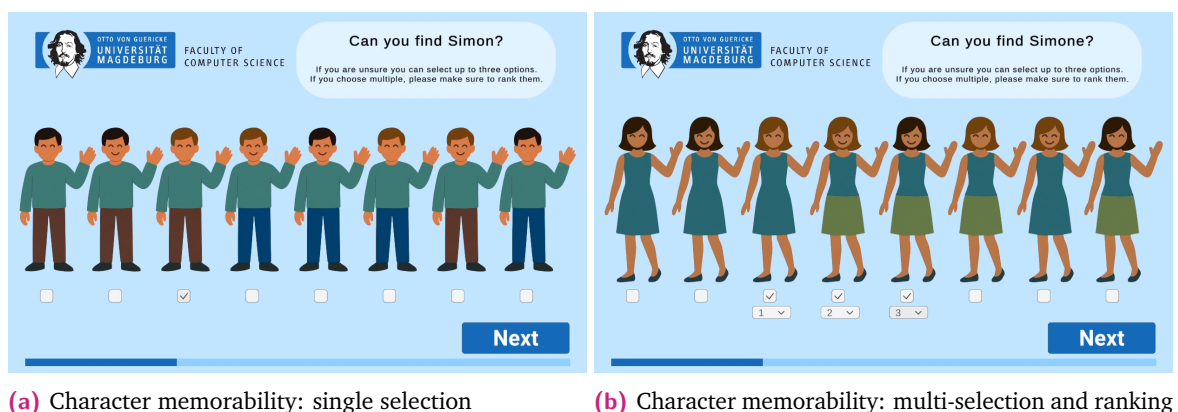 OTTO VON GUERICKE
UNIVERSITÄT
MAGDEBURG
FACULTY OF
COMPUTER SCIENCE
Can you find Simon?
If you are unsure you can select up to three options.
If you choose multiple, please make sure to rank them.
Next
(a) Character memorability: single selection
OTTO VON GUERICKE
UNIVERSITÄT
MAGDEBURG
FACULTY OF
COMPUTER SCIENCE
Can you find Simone?
If you are unsure you can select up to three options.
If you choose multiple, please make sure to rank them.
1
2
3
Next
(b) Character memorability: multi-selection and ranking